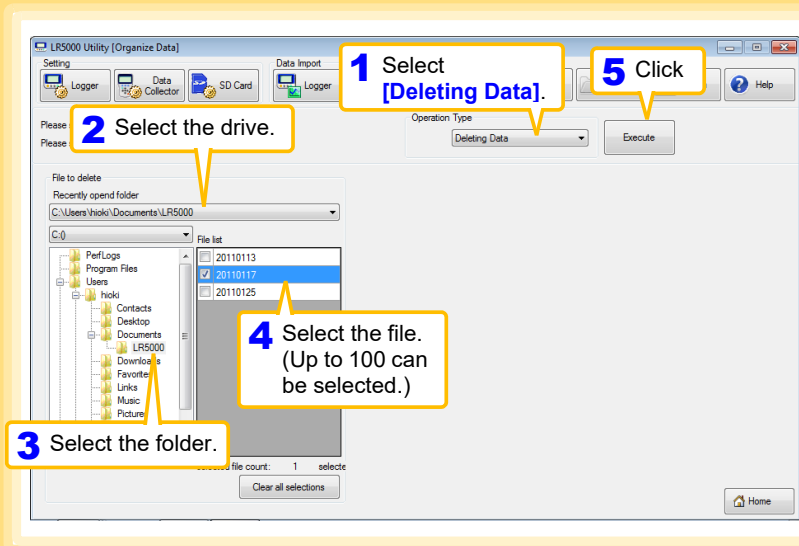 LR5000 Utility [Organize Data]
Setting
Data Import
Logger
Data
Collector
SD Card
Logger
Help
1 Select
[Deleting Data].
5 Click
Please
2 Select the drive.
Please
Operation Type
Deleting Data
Execute
File to delete
Recently opend folder
C:\Users\hioki\Documents\LR5000
C:()
File list
PerfLogs
Program Files
Users
hioki
Contacts
Desktop
Documents
LR5000
Downloads
Favorites
Links
Music
Picture
20110113
20110117
20110125
4 Select the file.
(Up to 100 can
be selected.)
3 Select the folder.
selected file count: 1 selecte
Clear all selections
Home